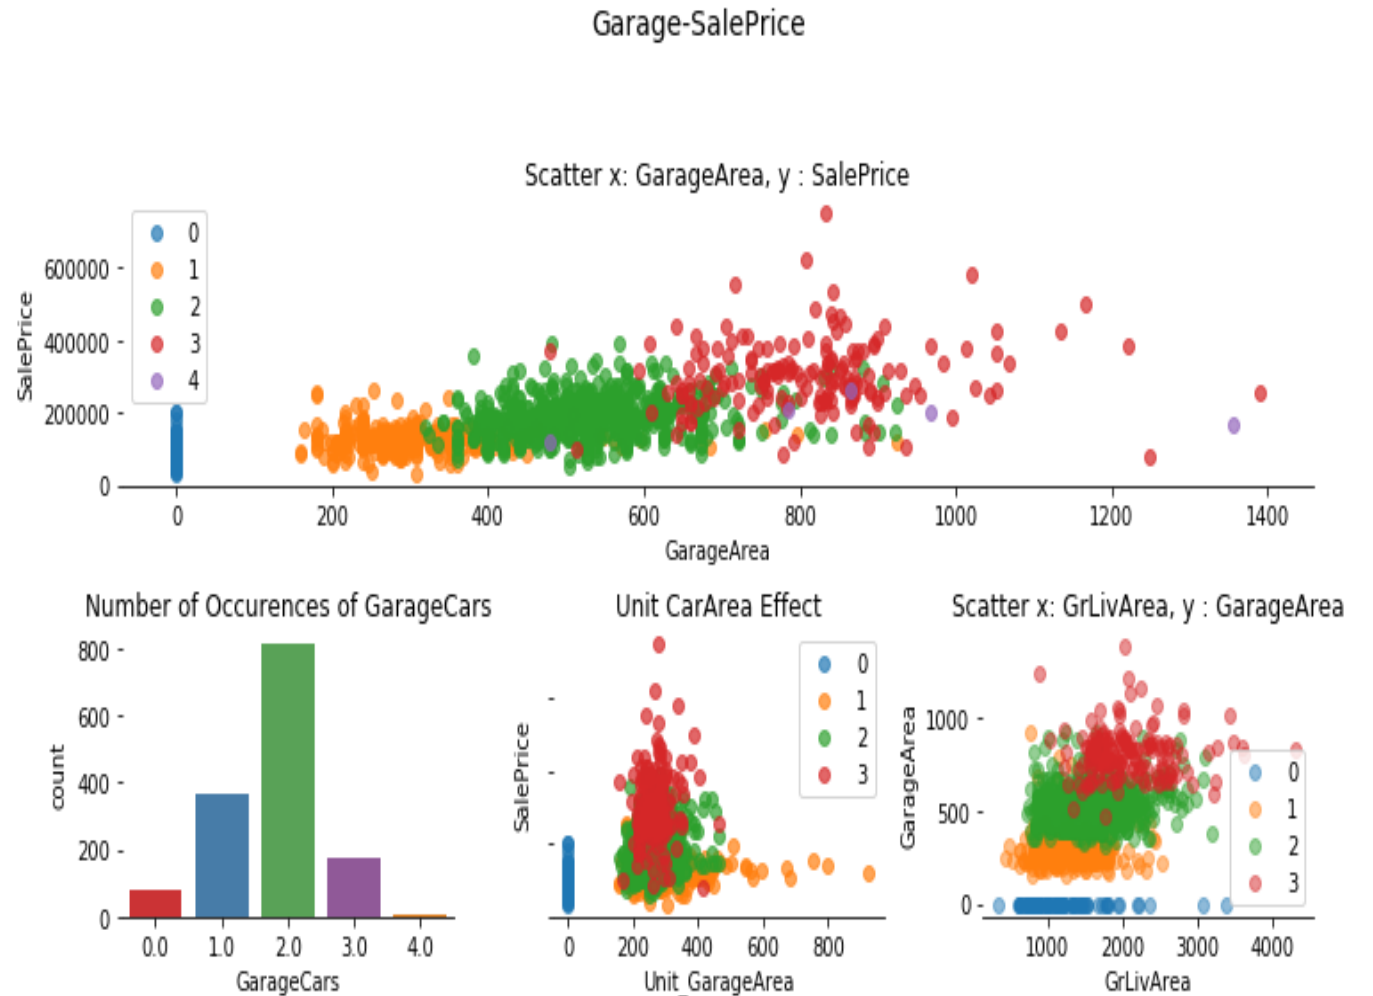 Garage-SalePrice
Scatter x: GarageArea, y : SalePrice
SalePrice
600000
400000
200000
0
0
1
2
3
4
0 200 400 600 800 1000 1200 1400
GarageArea
Number of Occurences of GarageCars
count
800
600
400
200
0
0.0 1.0 2.0 3.0 4.0
GarageCars
Unit CarArea Effect
SalePrice
0
1
2
3
0 200 400 600 800
Unit_GarageArea
Scatter x: GrLivArea, y : GarageArea
GarageArea
1000
500
0
0
1
2
3
1000 2000 3000 4000
GrLivArea